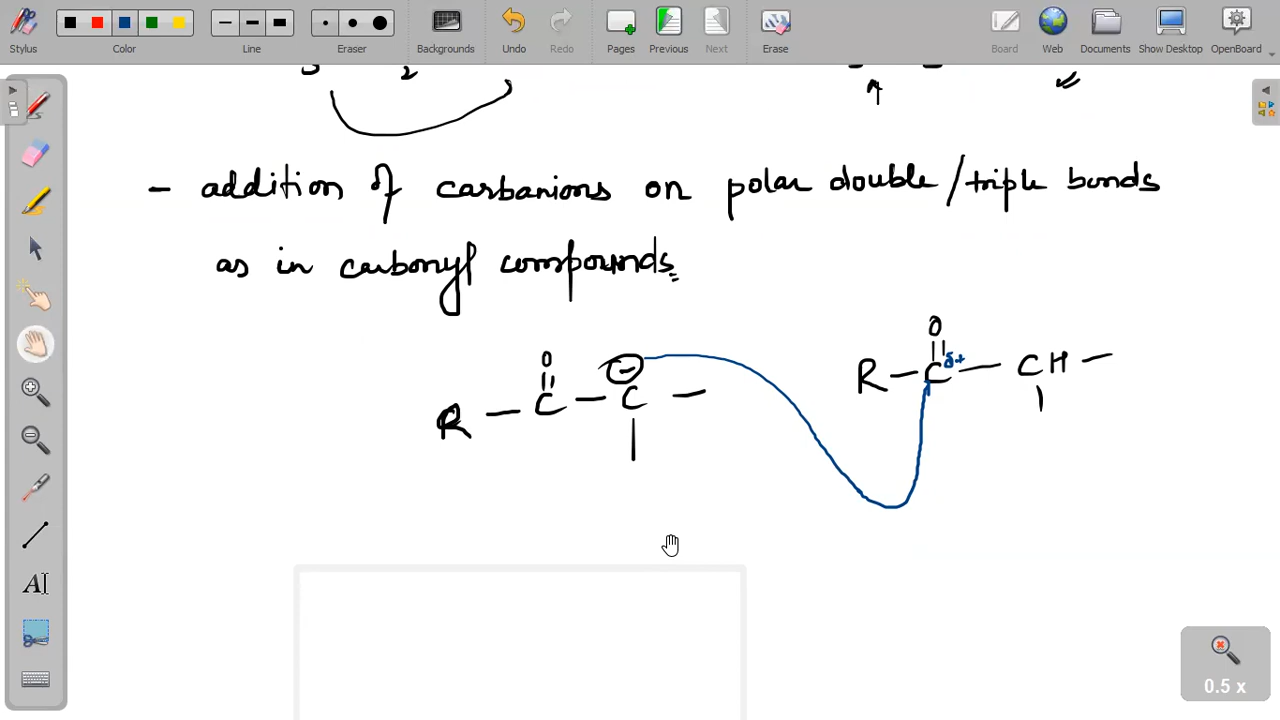 Stylus Color Line Eraser Backgrounds Undo Redo Pages Previous Next Erase Board Web Documents Show Desktop OpenBoard
- addition of carbanions on polar double/triple bonds
as in carbonyl compounds
O O
R - C - C - R - C δ+ - CH -
0.5 x